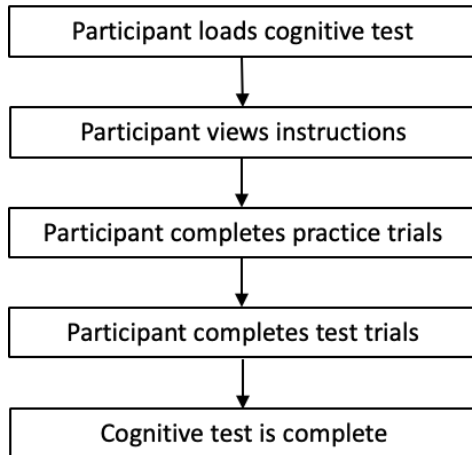 Participant loads cognitive test
Participant views instructions
Participant completes practice trials
Participant completes test trials
Cognitive test is complete